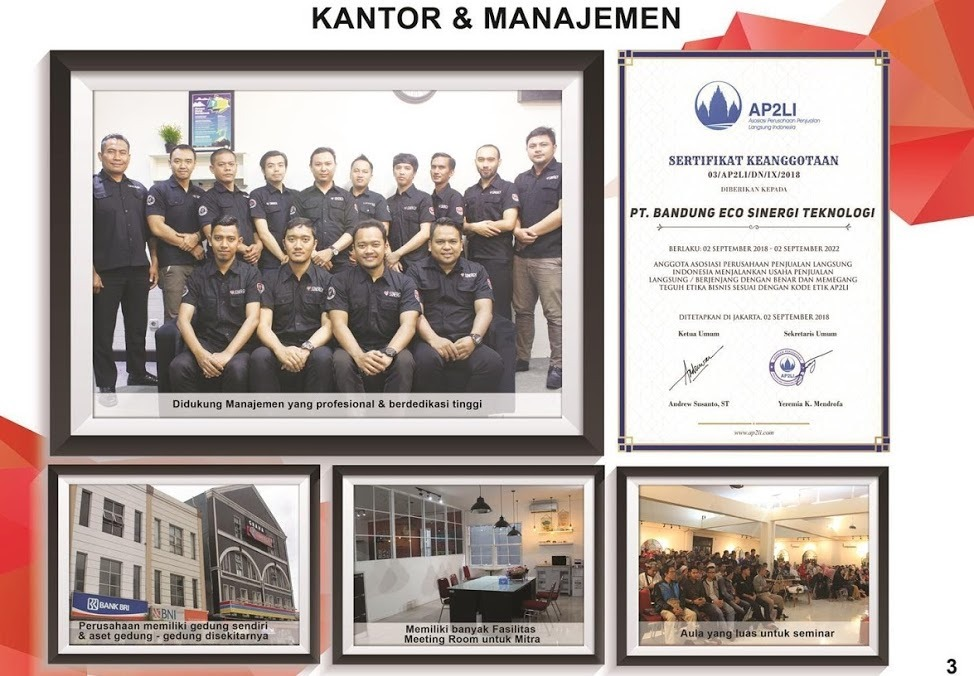 KANTOR & MANAJEMEN
Didukung Manajemen yang profesional & berdedikasi tinggi
AP2LI
Asosiasi Perusahaan Penjualan
Langsung Indonesia
SERTIFIKAT KEANGGOTAAN
03/AP2LI/DN/IX/2018
DIBERIKAN KEPADA
PT. BANDUNG ECO SINERGI TEKNOLOGI
BERLAKU: 02 SEPTEMBER 2018 - 02 SEPTEMBER 2022
ANGGOTA ASOSIASI PERUSAHAAN PENJUALAN LANGSUNG
INDONESIA MENJALANKAN USAHA PENJUALAN
LANGSUNG / BERJENJANG DENGAN BENAR DAN MEMEGANG
TEGUH ETIKA BISNIS SESUAI DENGAN KODE ETIK AP2LI
DITETAPKAN DI JAKARTA, 02 SEPTEMBER 2018
Ketua Umum
Sekretaris Umum
AP2LI
Andrew Susanto, ST
Yeremia K. Mendrofa
www.ap2li.com
BANK BRI
BNI
Perusahaan memiliki gedung sendiri
& aset gedung - gedung disekitarnya
Memiliki banyak Fasilitas
Meeting Room untuk Mitra
Aula yang luas untuk seminar
3